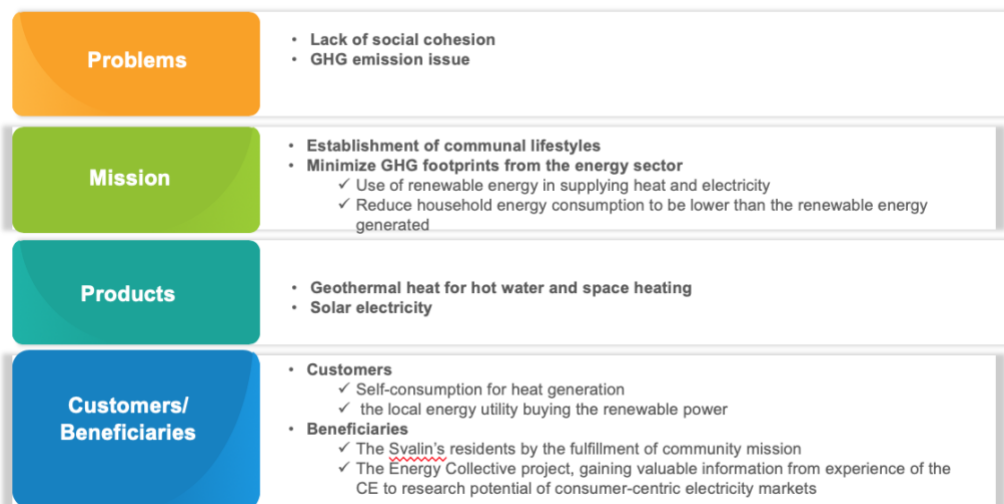 Problems
• Lack of social cohesion
• GHG emission issue
Mission
• Establishment of communal lifestyles
• Minimize GHG footprints from the energy sector
✓ Use of renewable energy in supplying heat and electricity
✓ Reduce household energy consumption to be lower than the renewable energy
generated
Products
• Geothermal heat for hot water and space heating
• Solar electricity
Customers/
Beneficiaries
• Customers
✓ Self-consumption for heat generation
✓ the local energy utility buying the renewable power
• Beneficiaries
✓ The Svalin's residents by the fulfillment of community mission
✓ The Energy Collective project, gaining valuable information from experience of the
CE to research potential of consumer-centric electricity markets